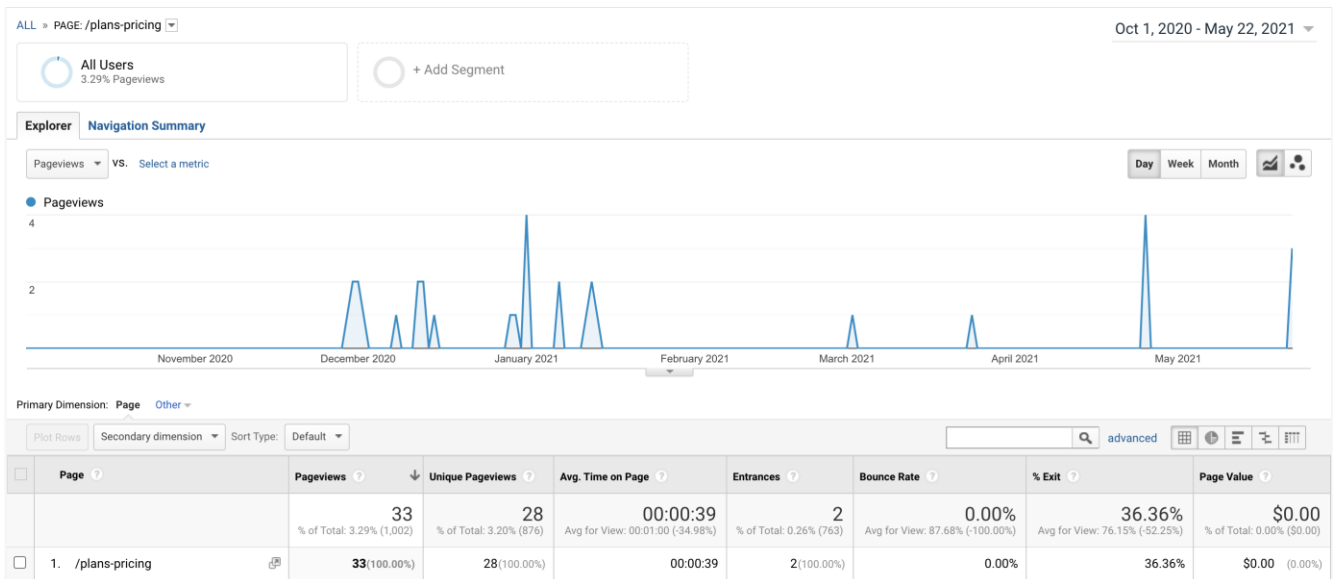 ALL » PAGE: /plans-pricing
Oct 1, 2020 - May 22, 2021
All Users
3.29% Pageviews
+ Add Segment
Explorer Navigation Summary
Pageviews VS. Select a metric
Day Week Month
Pageviews
4
2
November 2020 December 2020 January 2021 February 2021 March 2021 April 2021 May 2021
Primary Dimension: Page Other
Plot Rows Secondary dimension Sort Type: Default advanced
Page ? Pageviews ? Unique Pageviews ? Avg. Time on Page ? Entrances ? Bounce Rate ? % Exit ? Page Value ?
33 28 00:00:39 2 0.00% 36.36% $0.00
% of Total: 3.29% (1,002) % of Total: 3.20% (876) Avg for View: 00:01:00 (-34.98%) % of Total: 0.26% (763) Avg for View: 87.68% (-100.00%) Avg for View: 76.15% (-52.25%) % of Total: 0.00% ($0.00)
1. /plans-pricing 33(100.00%) 28(100.00%) 00:00:39 2(100.00%) 0.00% 36.36% $0.00 (0.00%)